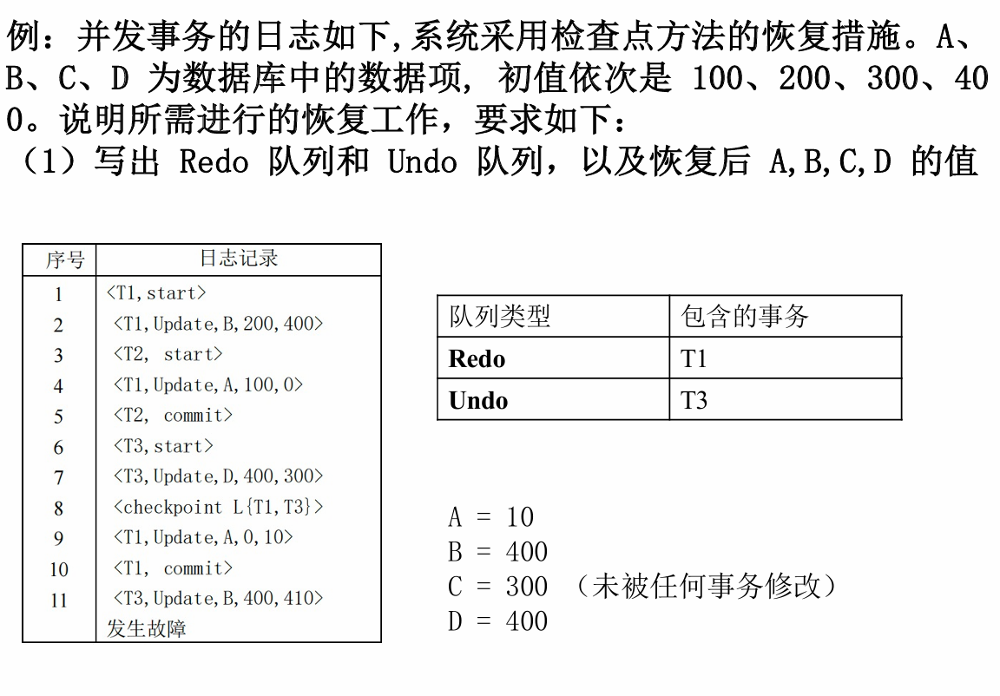 例：并发事务的日志如下,系统采用检查点方法的恢复措施。A、
B、C、D 为数据库中的数据项, 初值依次是 100、200、300、40
0。说明所需进行的恢复工作，要求如下：
（1）写出 Redo 队列和 Undo 队列，以及恢复后 A,B,C,D 的值
序号 日志记录
1 <T1,start>
2 <T1,Update,B,200,400>
3 <T2, start>
4 <T1,Update,A,100,0>
5 <T2, commit>
6 <T3,start>
7 <T3,Update,D,400,300>
8 <checkpoint L{T1,T3}>
9 <T1,Update,A,0,10>
10 <T1, commit>
11 <T3,Update,B,400,410>
发生故障
队列类型 包含的事务
Redo T1
Undo T3
A = 10
B = 400
C = 300 （未被任何事务修改）
D = 400